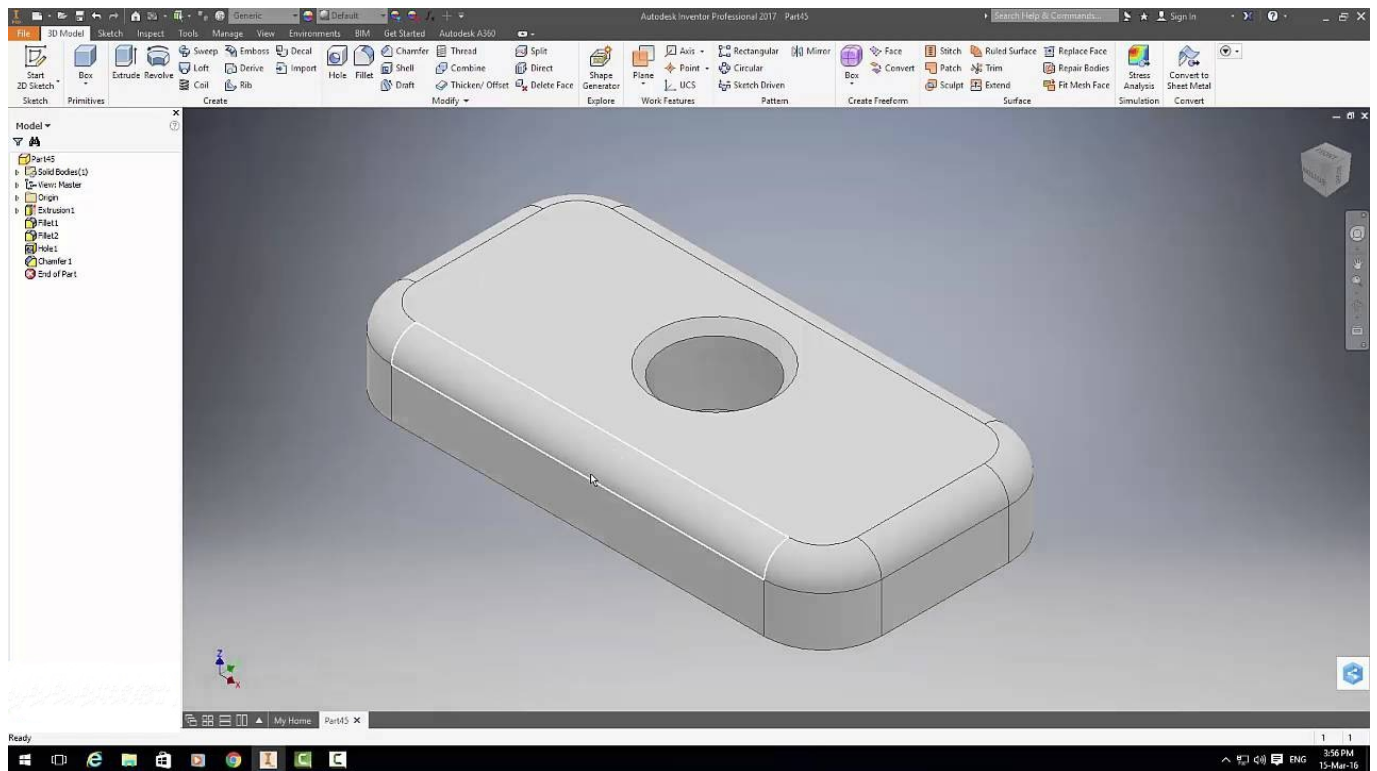 Generic Default Autodesk Inventor Professional 2017 Part45 Search Help & Commands... Sign In
File 3D Model Sketch Inspect Tools Manage View Environments BIM Get Started Autodesk A360
Sweep Emboss Decal Chamfer Thread Split Axis Rectangular Mirror Face Stitch Ruled Surface Replace Face
Loft Derive Import Shell Combine Direct Point Circular Convert Patch Trim Repair Bodies
Start 2D Sketch Box Extrude Revolve Hole Fillet Shape Generator Plane Box Stress Analysis Convert to Sheet Metal
Coil Rib Draft Thicken/ Offset Delete Face UCS Sketch Driven Sculpt Extend Fit Mesh Face
Sketch Primitives Create Modify Explore Work Features Pattern Create Freeform Surface Simulation Convert
Model
Part45
Solid Bodies(1)
View: Master
Origin
Extrusion1
Fillet1
Fillet2
Hole1
Chamfer1
End of Part
FRONT
Z
X
My Home Part45
Ready 1 1
ENG 3:56 PM
15-Mar-16